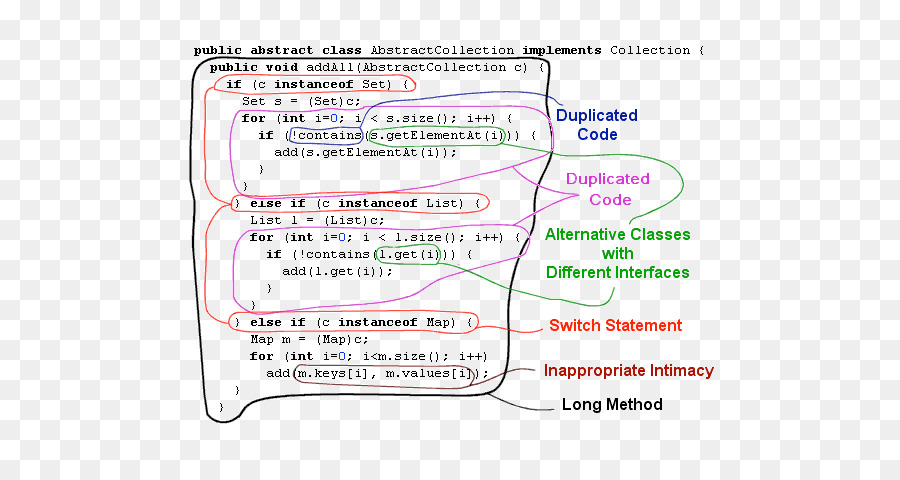 public abstract class AbstractCollection implements Collection {
public void addAll(AbstractCollection c) {
if (c instanceof Set) {
Set s = (Set)c;
for (int i=0; i < s.size(); i++) {
if (!contains(s.getElementAt(i))) {
add(s.getElementAt(i));
}
}
} else if (c instanceof List) {
List l = (List)c;
for (int i=0; i < l.size(); i++) {
if (!contains(l.get(i))) {
add(l.get(i));
}
}
} else if (c instanceof Map) {
Map m = (Map)c;
for (int i=0; i<m.size(); i++)
add(m.keys[i], m.values[i]);
}
}
Duplicated
Code
Duplicated
Code
Alternative Classes
with
Different Interfaces
Switch Statement
Inappropriate Intimacy
Long Method